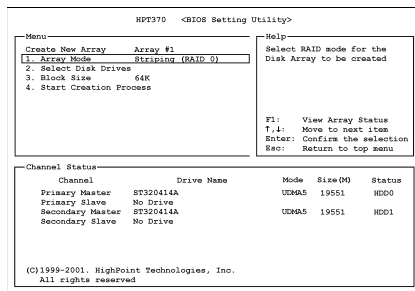 HPT370 <BIOS Setting Utility>
Menu
Create New Array Array #1
1. Array Mode Striping (RAID 0)
2. Select Disk Drives
3. Block Size 64K
4. Start Creation Process
Help
Select RAID mode for the
Disk Array to be created
F1: View Array Status
↑,↓: Move to next item
Enter: Confirm the selection
Esc: Return to top menu
Channel Status
Channel Drive Name Mode Size(M) Status
Primary Master ST320414A UDMA5 19551 HDD0
Primary Slave No Drive
Secondary Master ST320414A UDMA5 19551 HDD1
Secondary Slave No Drive
(C)1999-2001. HighPoint Technologies, Inc.
All rights reserved